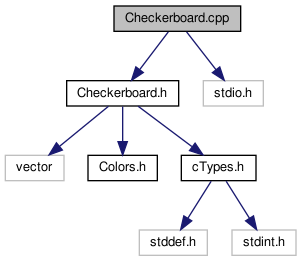 Checkerboard.cpp
Checkerboard.h
stdio.h
vector
Colors.h
cTypes.h
stddef.h
stdint.h